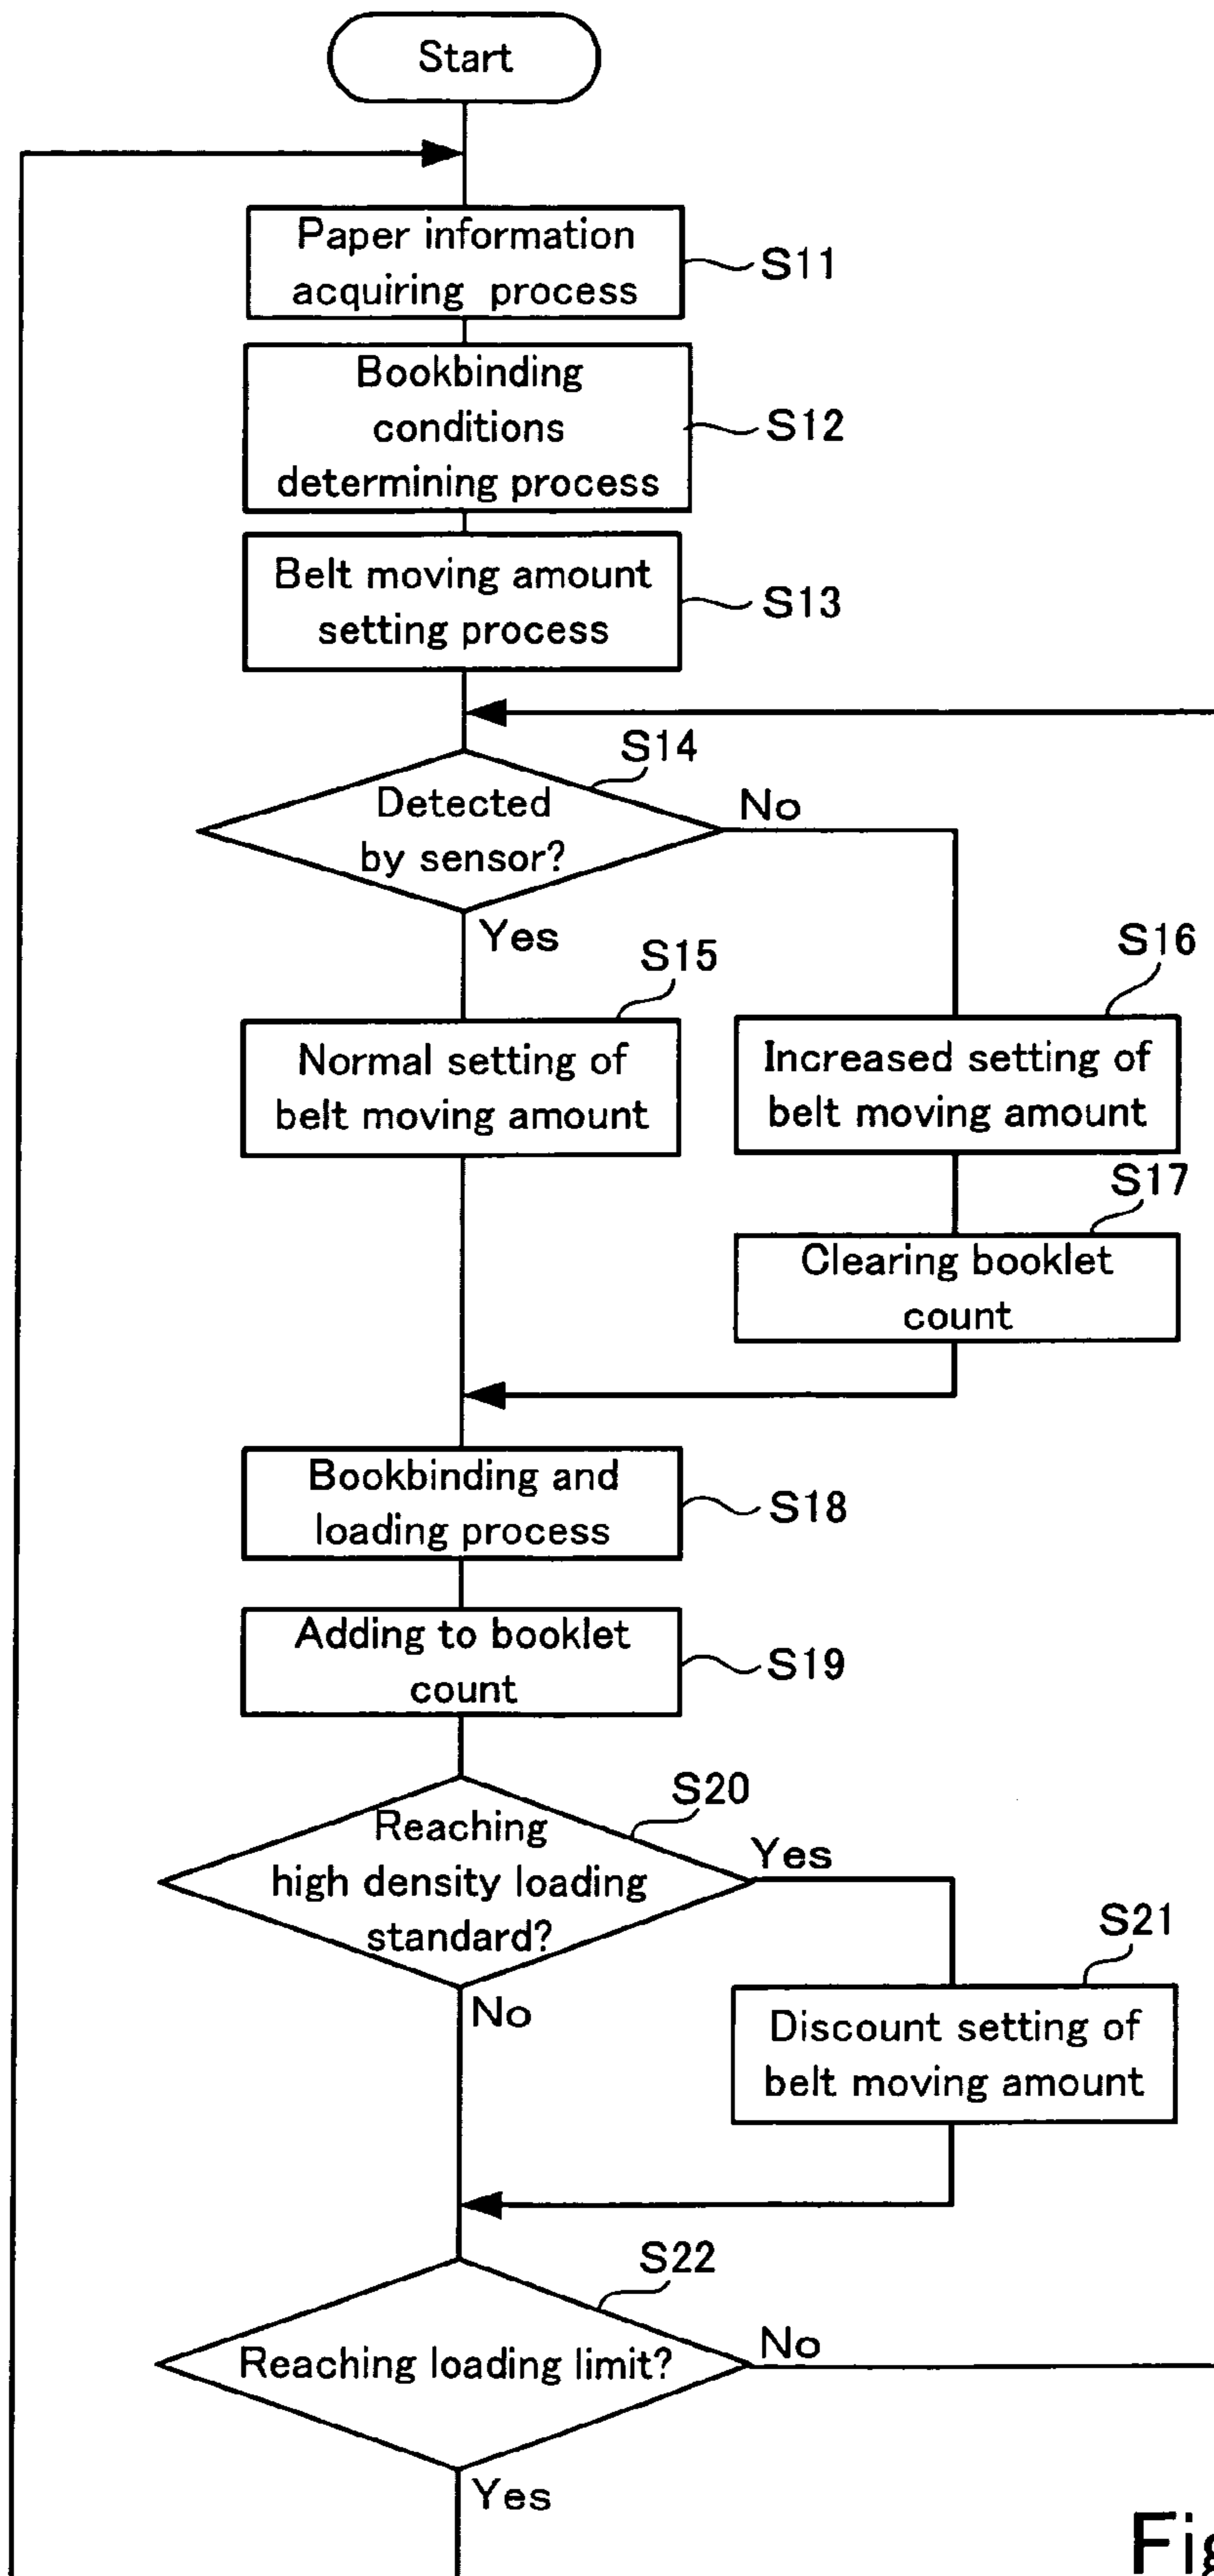 Start
Paper information
acquiring process
S11
Bookbinding
conditions
determining process
S12
Belt moving amount
setting process
S13
S14
Detected
by sensor?
No
Yes
S15
Normal setting of
belt moving amount
S16
Increased setting of
belt moving amount
S17
Clearing booklet
count
Bookbinding and
loading process
S18
Adding to booklet
count
S19
S20
Reaching
high density loading
standard?
Yes
No
S21
Discount setting of
belt moving amount
S22
Reaching loading limit?
No
Yes